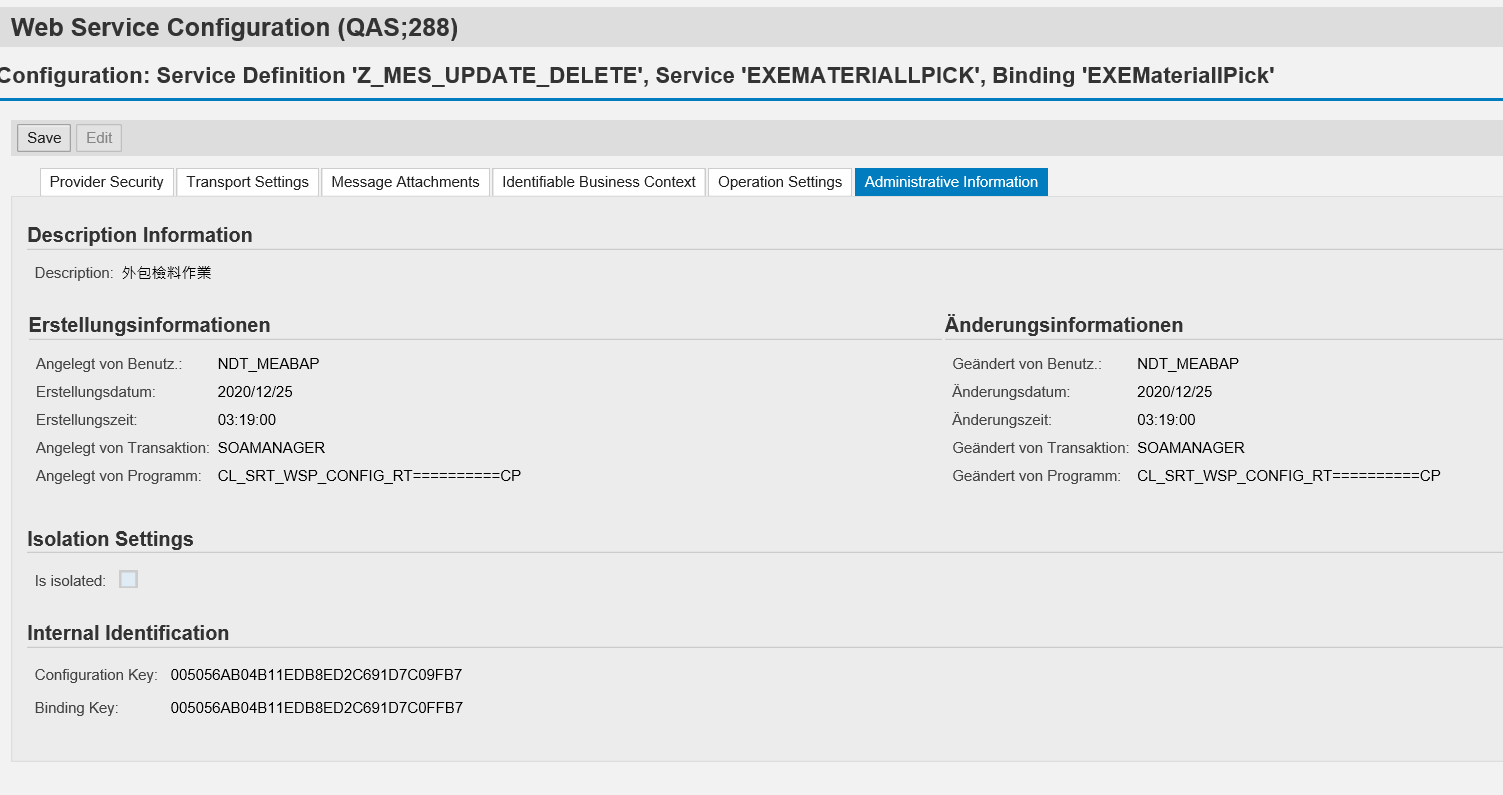 Web Service Configuration (QAS;288)
Configuration: Service Definition 'Z_MES_UPDATE_DELETE', Service 'EXEMATERIALLPICK', Binding 'EXEMateriallPick'
Save Edit
Provider Security Transport Settings Message Attachments Identifiable Business Context Operation Settings Administrative Information
Description Information
Description: 外包檢料作業
Erstellungsinformationen
Angelegt von Benutz.: NDT_MEABAP
Erstellungsdatum: 2020/12/25
Erstellungszeit: 03:19:00
Angelegt von Transaktion: SOAMANAGER
Angelegt von Programm: CL_SRT_WSP_CONFIG_RT==========CP
Änderungsinformationen
Geändert von Benutz.: NDT_MEABAP
Änderungsdatum: 2020/12/25
Änderungszeit: 03:19:00
Geändert von Transaktion: SOAMANAGER
Geändert von Programm: CL_SRT_WSP_CONFIG_RT==========CP
Isolation Settings
Is isolated:
Internal Identification
Configuration Key: 005056AB04B11EDB8ED2C691D7C09FB7
Binding Key: 005056AB04B11EDB8ED2C691D7C0FFB7